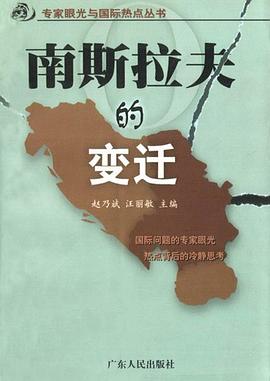 专家眼光与国际热点丛书
南斯拉夫
的
变迁
赵乃斌 汪丽敏 主编
国际问题的专家眼光
热点背后的冷静思考
广东人民出版社